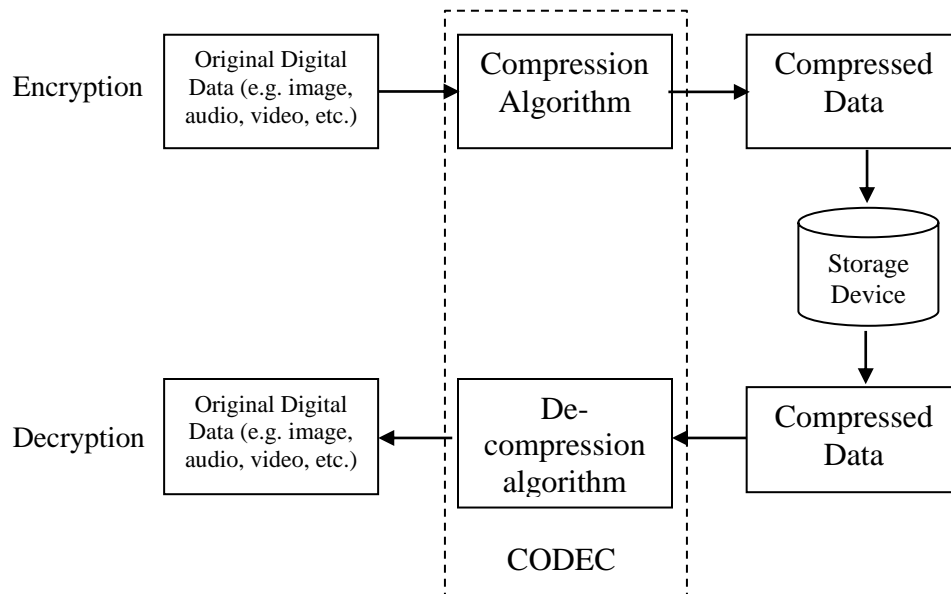 Encryption
Original Digital
Data (e.g. image,
audio, video, etc.)
Compression
Algorithm
Compressed
Data
Storage
Device
Decryption
Original Digital
Data (e.g. image,
audio, video, etc.)
De-
compression
algorithm
Compressed
Data
CODEC